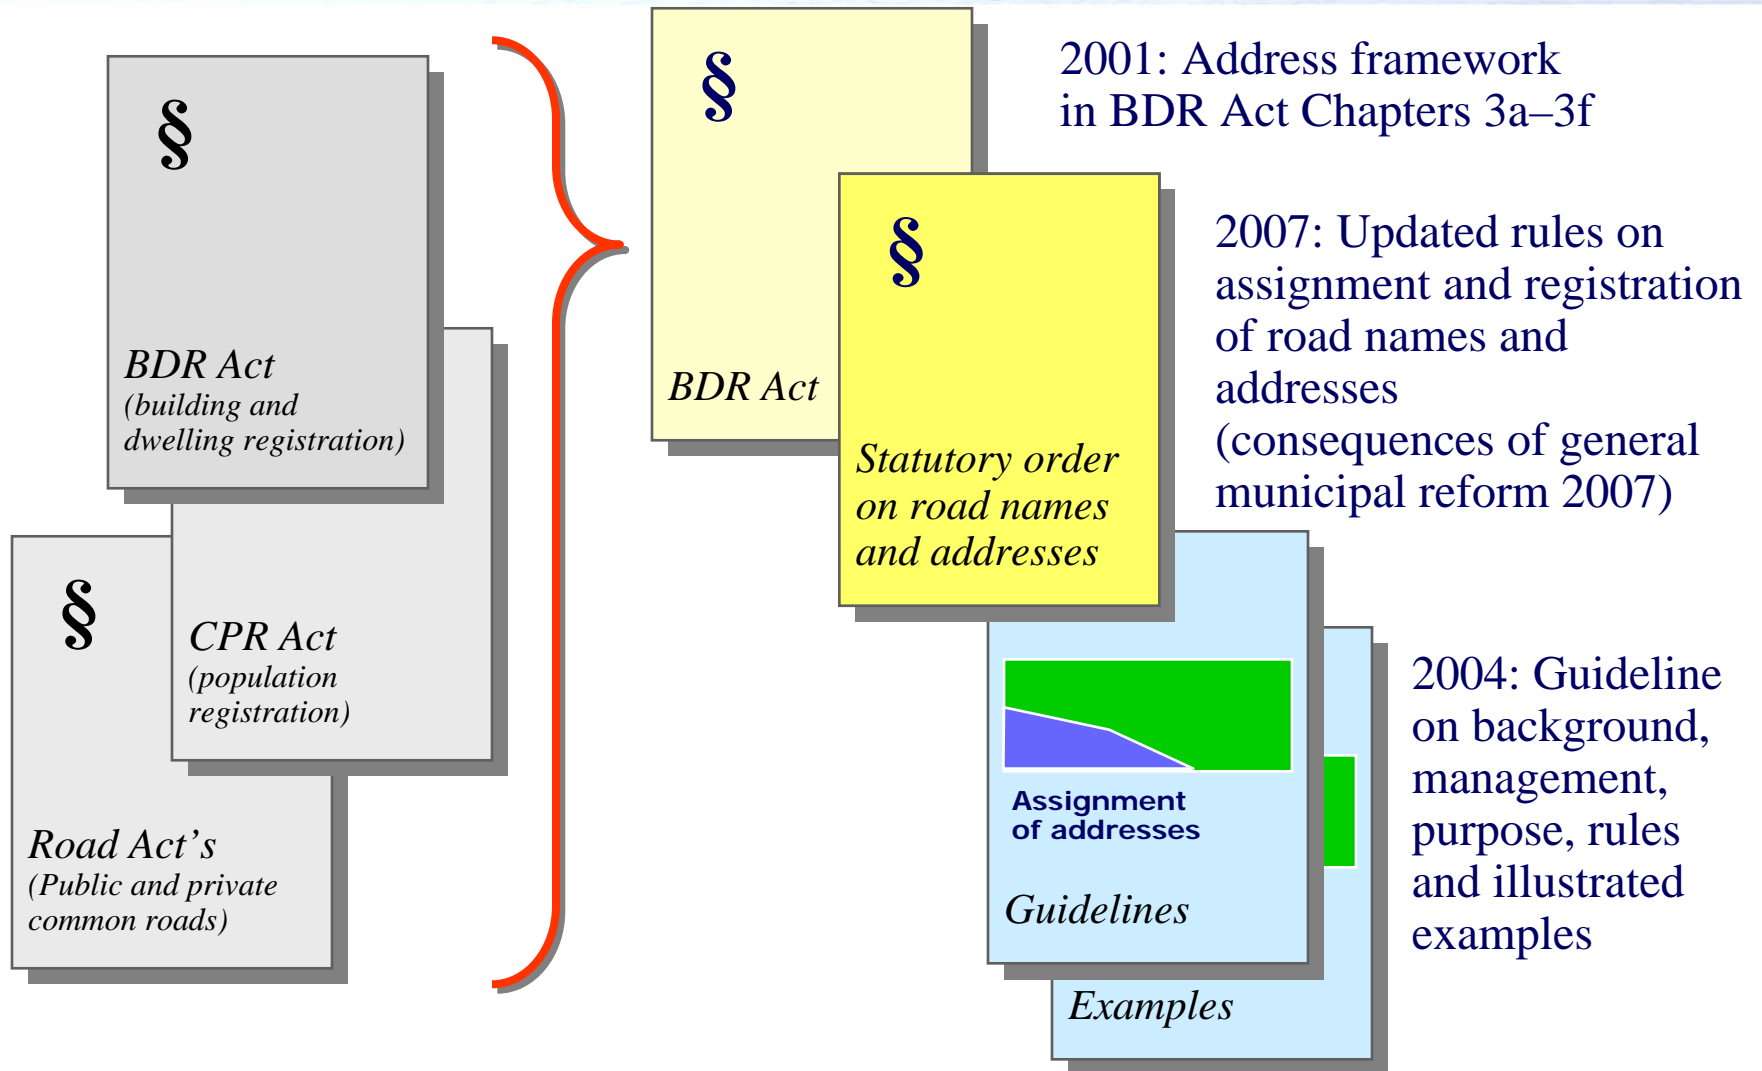 §
BDR Act
(building and
dwelling registration)
CPR Act
(population
registration)
§
Road Act’s
(Public and private
common roads)
§
BDR Act
2001: Address framework
in BDR Act Chapters 3a–3f
§
Statutory order
on road names
and addresses
2007: Updated rules on
assignment and registration
of road names and
addresses
(consequences of general
municipal reform 2007)
Assignment
of addresses
Guidelines
Examples
2004: Guideline
on background,
management,
purpose, rules
and illustrated
examples